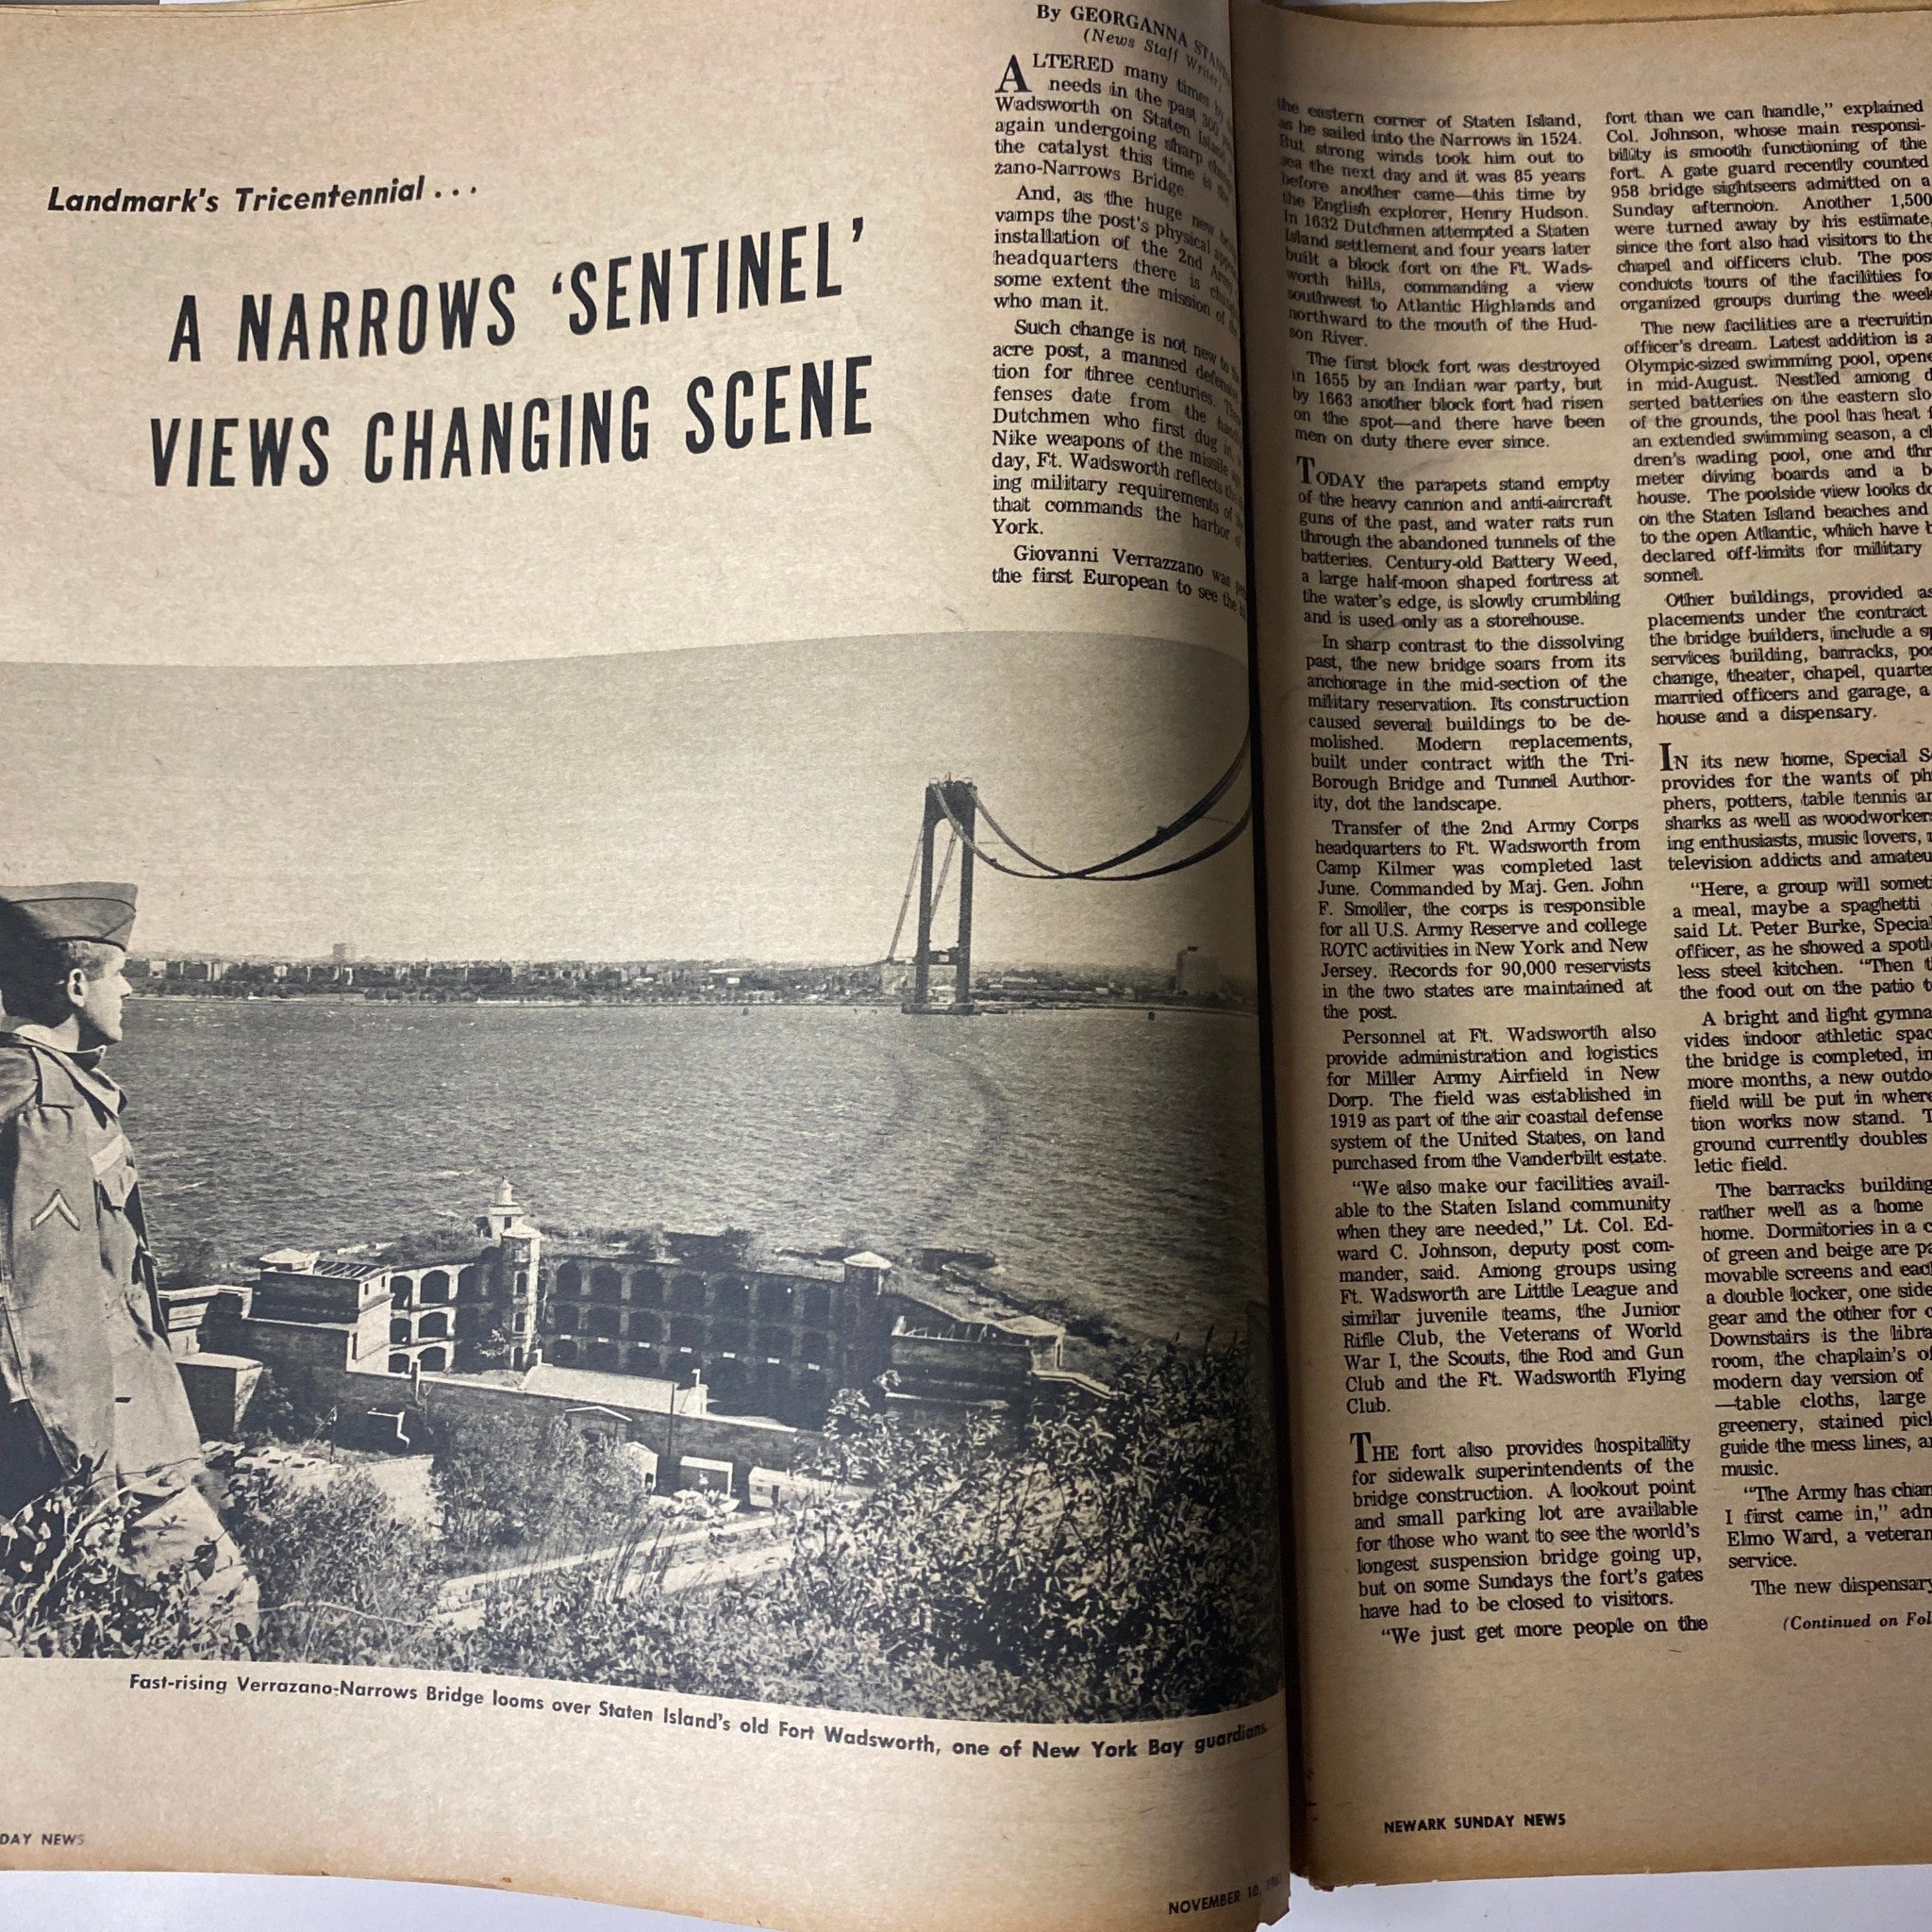 Landmark's Tricentennial . . .
A NARROWS ‘SENTINEL’
VIEWS CHANGING SCENE
By GEORGANNA
(News Staff Writer)
ALTERED many times
needs in the past 300
Wadsworth on Staten Island
again undergoing sharp
the catalyst this time is the
zano-Narrows Bridge.
And, as the huge new
vamps the post's physical
installation of the 2nd Army
headquarters there is
some extent the mission of
who man it.
Such change is not new to
acre post, a manned
tion for three centuries.
fenses date from the
Dutchmen who first dug in,
Nike weapons of the missile
day, Ft. Wadsworth reflects
ing military requirements of
that commands the harbor of
York.
Giovanni Verrazzano was
the first European to see the
Fast-rising Verrazano-Narrows Bridge looms over Staten Island's old Fort Wadsworth, one of New York Bay guardians.
DAY NEWS
NOVEMBER 10,
the eastern corner of Staten Island,
as he sailed into the Narrows in 1524.
But strong winds took him out to
sea the next day and it was 85 years
before another came—this time by
the English explorer, Henry Hudson.
In 1632 Dutchmen attempted a Staten
Island settlement and four years later
built a block fort on the Ft. Wads-
worth hills, commanding a view
southwest to Atlantic Highlands and
northward to the mouth of the Hud-
son River.
The first block fort was destroyed
in 1655 by an Indian war party, but
by 1663 another block fort had risen
on the spot—and there have been
men on duty there ever since.
TODAY the parapets stand empty
of the heavy cannon and anti-aircraft
guns of the past, and water rats run
through the abandoned tunnels of the
batteries. Century-old Battery Weed,
a large half-moon shaped fortress at
the water's edge, is slowly crumbling
and is used only as a storehouse.
In sharp contrast to the dissolving
past, the new bridge soars from its
anchorage in the mid-section of the
military reservation. Its construction
caused several buildings to be de-
molished. Modern replacements,
built under contract with the Tri-
Borough Bridge and Tunnel Author-
ity, dot the landscape.
Transfer of the 2nd Army Corps
headquarters to Ft. Wadsworth from
Camp Kilmer was completed last
June. Commanded by Maj. Gen. John
F. Smoller, the corps is responsible
for all U.S. Army Reserve and college
ROTC activities in New York and New
Jersey. Records for 90,000 reservists
in the two states are maintained at
the post.
Personnel at Ft. Wadsworth also
provide administration and logistics
for Miller Army Airfield in New
Dorp. The field was established in
1919 as part of the air coastal defense
system of the United States, on land
purchased from the Vanderbilt estate.
“We also make our facilities avail-
able to the Staten Island community
when they are needed,” Lt. Col. Ed-
ward C. Johnson, deputy post com-
mander, said. Among groups using
Ft. Wadsworth are Little League and
similar juvenile teams, the Junior
Rifle Club, the Veterans of World
War I, the Scouts, the Rod and Gun
Club and the Ft. Wadsworth Flying
Club.
THE fort also provides hospitality
for sidewalk superintendents of the
bridge construction. A lookout point
and small parking lot are available
for those who want to see the world's
longest suspension bridge going up,
but on some Sundays the fort's gates
have had to be closed to visitors.
“We just get more people on the
fort than we can handle,” explained
Col. Johnson, whose main responsi-
bility is smooth functioning of the
fort. A gate guard recently counted
958 bridge sightseers admitted on a
Sunday afternoon. Another 1,500
were turned away by his estimate,
since the fort also had visitors to the
chapel and officers club. The post
conducts tours of the facilities for
organized groups during the week
The new facilities are a recruitin
officer's dream. Latest addition is a
Olympic-sized swimming pool, opene
in mid-August. Nestled among d
serted batteries on the eastern slo
of the grounds, the pool has heat f
an extended swimming season, a ch
dren's wading pool, one and thr
meter diving boards and a b
house. The poolside view looks do
on the Staten Island beaches and
to the open Atlantic, which have b
declared off-limits for military
sonnel.
Other buildings, provided as
placements under the contract
the bridge builders, include a sp
services building, barracks, pos
change, theater, chapel, quarte
married officers and garage, a
house and a dispensary.
IN its new home, Special Se
provides for the wants of ph
phers, potters, table tennis an
sharks as well as woodworkers
ing enthusiasts, music lovers,
television addicts and amateu
“Here, a group will someti
a meal, maybe a spaghetti
said Lt. Peter Burke, Special
officer, as he showed a spotl
less steel kitchen. “Then t
the food out on the patio t
A bright and light gymna
vides indoor athletic spac
the bridge is completed, in
more months, a new outdo
field will be put in where
tion works now stand. T
ground currently doubles
letic field.
The barracks building
rather well as a home
home. Dormitories in a c
of green and beige are pa
movable screens and each
a double locker, one side
gear and the other for c
Downstairs is the libra
room, the chaplain's of
modern day version of
—table cloths, large
greenery, stained pick
guide the mess lines, a
music.
“The Army has chan
I first came in,” adm
Elmo Ward, a veteran
service.
The new dispensary
(Continued on Fol
NEWARK SUNDAY NEWS